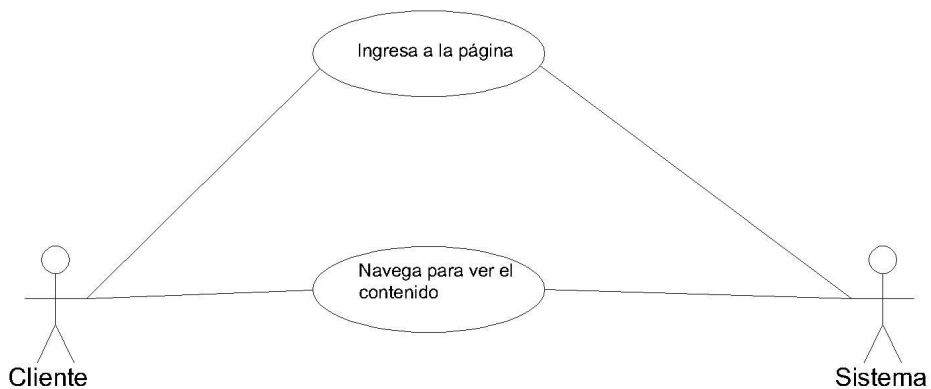 Ingresa a la página
Navega para ver el
contenido
Cliente
Sistema